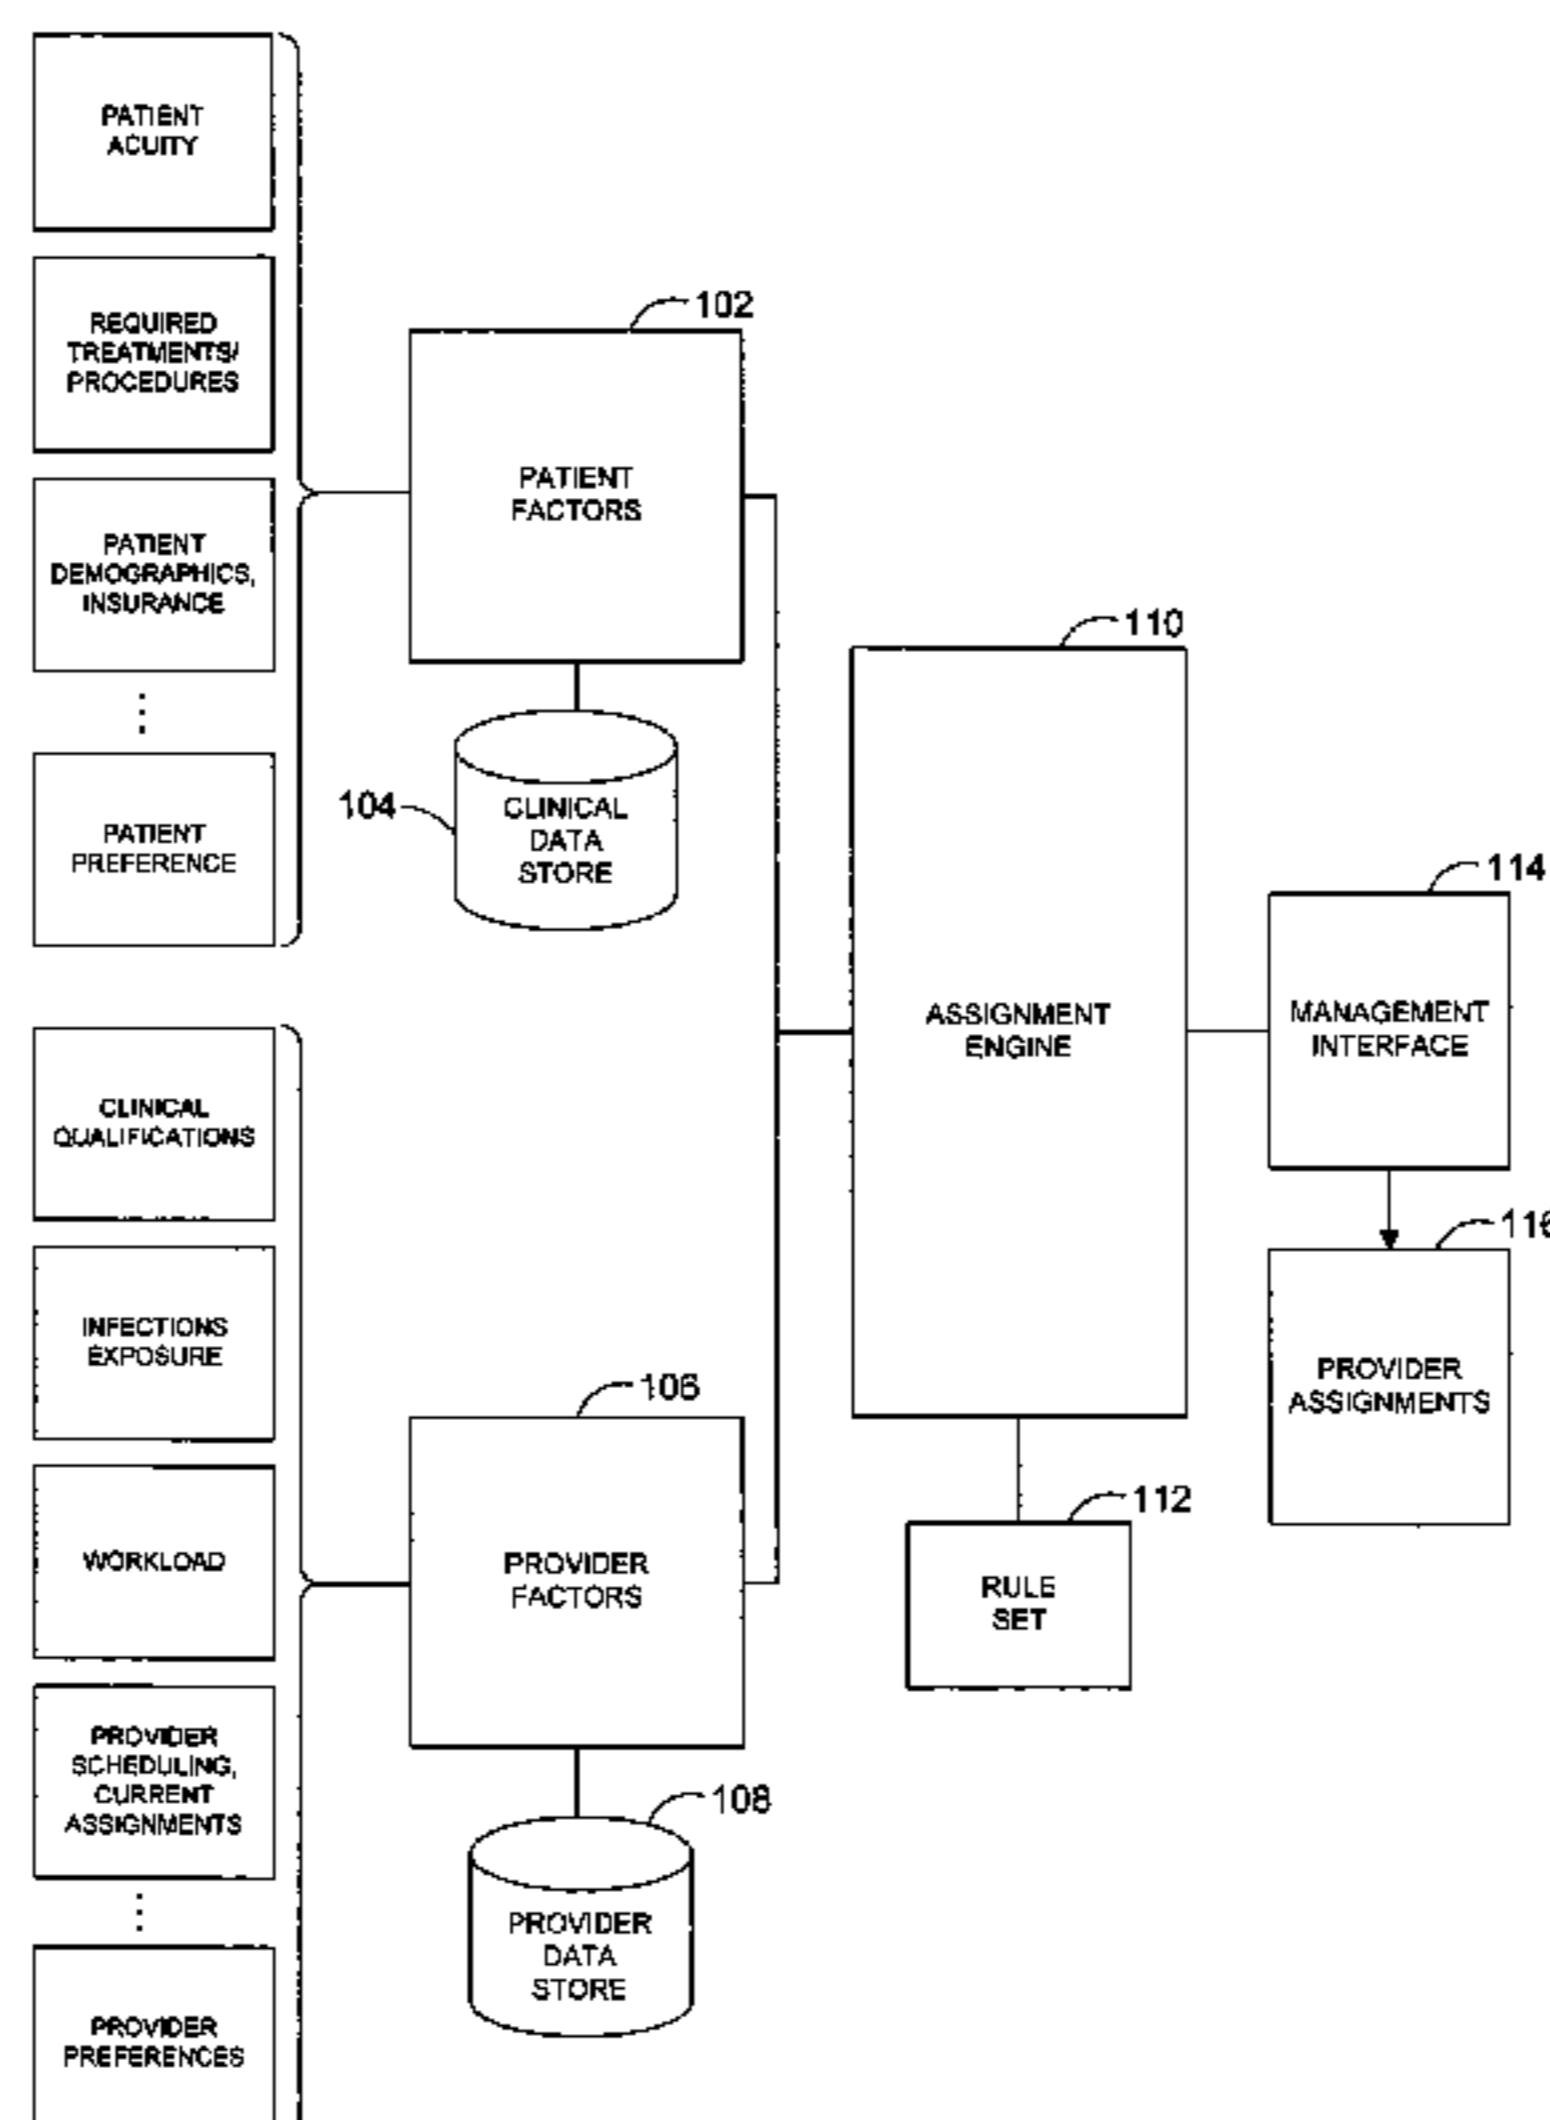 PATIENT
ACUITY
REQUIRED
TREATMENTS/
PROCEDURES
PATIENT
DEMOGRAPHICS,
INSURANCE
PATIENT
PREFERENCE
102
PATIENT
FACTORS
104
CLINICAL
DATA
STORE
CLINICAL
QUALIFICATIONS
INFECTIONS
EXPOSURE
WORKLOAD
PROVIDER
SCHEDULING,
CURRENT
ASSIGNMENTS
PROVIDER
PREFERENCES
106
PROVIDER
FACTORS
108
PROVIDER
DATA
STORE
110
ASSIGNMENT
ENGINE
112
RULE
SET
114
MANAGEMENT
INTERFACE
116
PROVIDER
ASSIGNMENTS